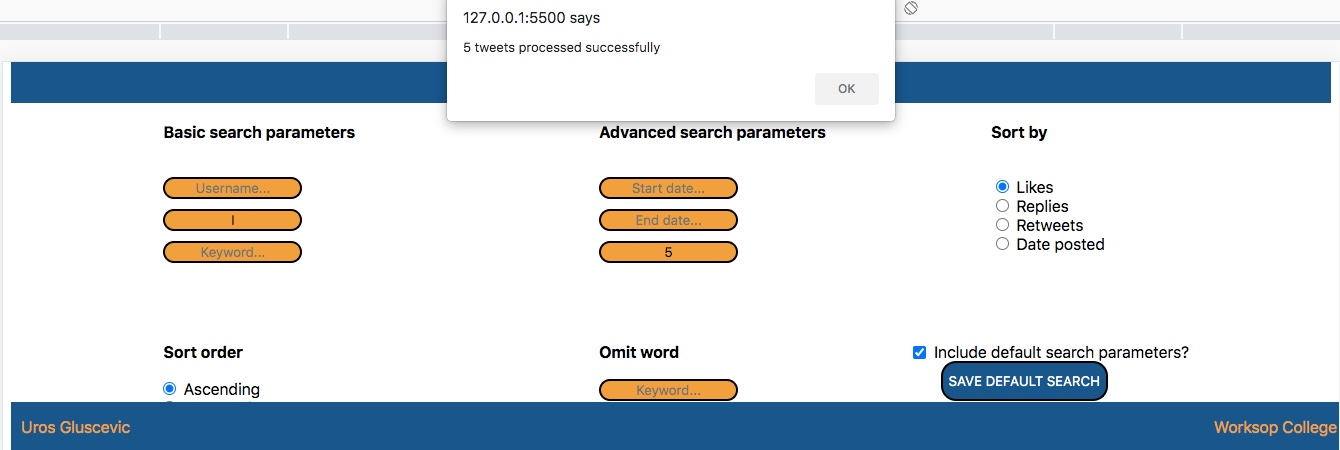 127.0.0.1:5500 says
5 tweets processed successfully
OK
Basic search parameters
Username...
I
Keyword...
Advanced search parameters
Start date...
End date...
5
Sort by
Likes
Replies
Retweets
Date posted
Sort order
Ascending
Omit word
Keyword...
Include default search parameters?
SAVE DEFAULT SEARCH
Uros Gluscevic
Worksop College